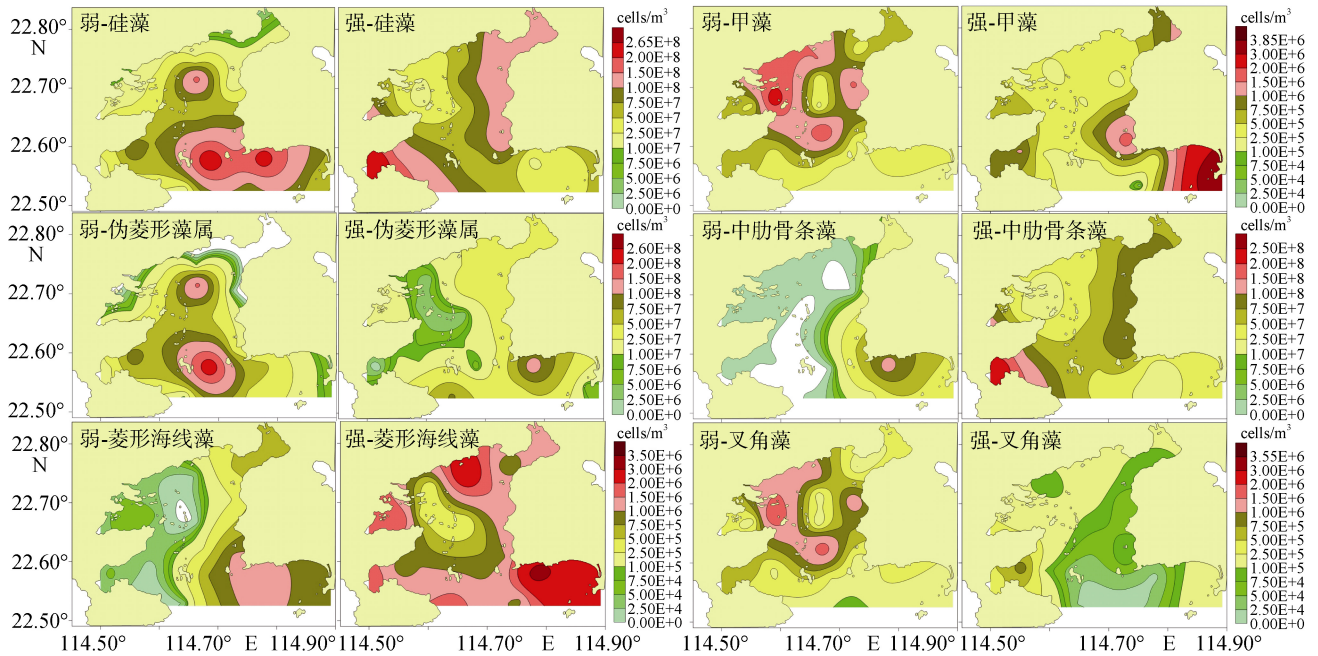 弱-硅藻
强-硅藻
cells/m³
2.65E+8
2.00E+8
1.50E+8
1.00E+8
7.50E+7
5.00E+7
2.50E+7
1.00E+7
7.50E+6
5.00E+6
2.50E+6
0.00E+0
弱-甲藻
强-甲藻
cells/m³
3.85E+6
3.00E+6
2.00E+6
1.50E+6
1.00E+6
7.50E+5
5.00E+5
2.50E+5
1.00E+5
7.50E+4
5.00E+4
2.50E+4
0.00E+0
22.80°
N
22.70°
22.60°
22.50°
弱-伪菱形藻属
强-伪菱形藻属
cells/m³
2.60E+8
2.00E+8
1.50E+8
1.00E+8
7.50E+7
5.00E+7
2.50E+7
1.00E+7
7.50E+6
5.00E+6
2.50E+6
0.00E+0
弱-中肋骨条藻
强-中肋骨条藻
cells/m³
2.50E+8
2.00E+8
1.50E+8
1.00E+8
7.50E+7
5.00E+7
2.50E+7
1.00E+7
7.50E+6
5.00E+6
2.50E+6
0.00E+0
22.80°
N
22.70°
22.60°
22.50°
弱-菱形海线藻
强-菱形海线藻
cells/m³
3.50E+6
3.00E+6
2.00E+6
1.50E+6
1.00E+6
7.50E+5
5.00E+5
2.50E+5
1.00E+5
7.50E+4
5.00E+4
2.50E+4
0.00E+0
弱-叉角藻
强-叉角藻
cells/m³
3.55E+6
3.00E+6
2.00E+6
1.50E+6
1.00E+6
7.50E+5
5.00E+5
2.50E+5
1.00E+5
7.50E+4
5.00E+4
2.50E+4
0.00E+0
22.80°
N
22.70°
22.60°
22.50°
114.50° 114.70° E 114.90°
114.50° 114.70° E 114.90°
114.50° 114.70° E 114.90°
114.50° 114.70° E 114.90°